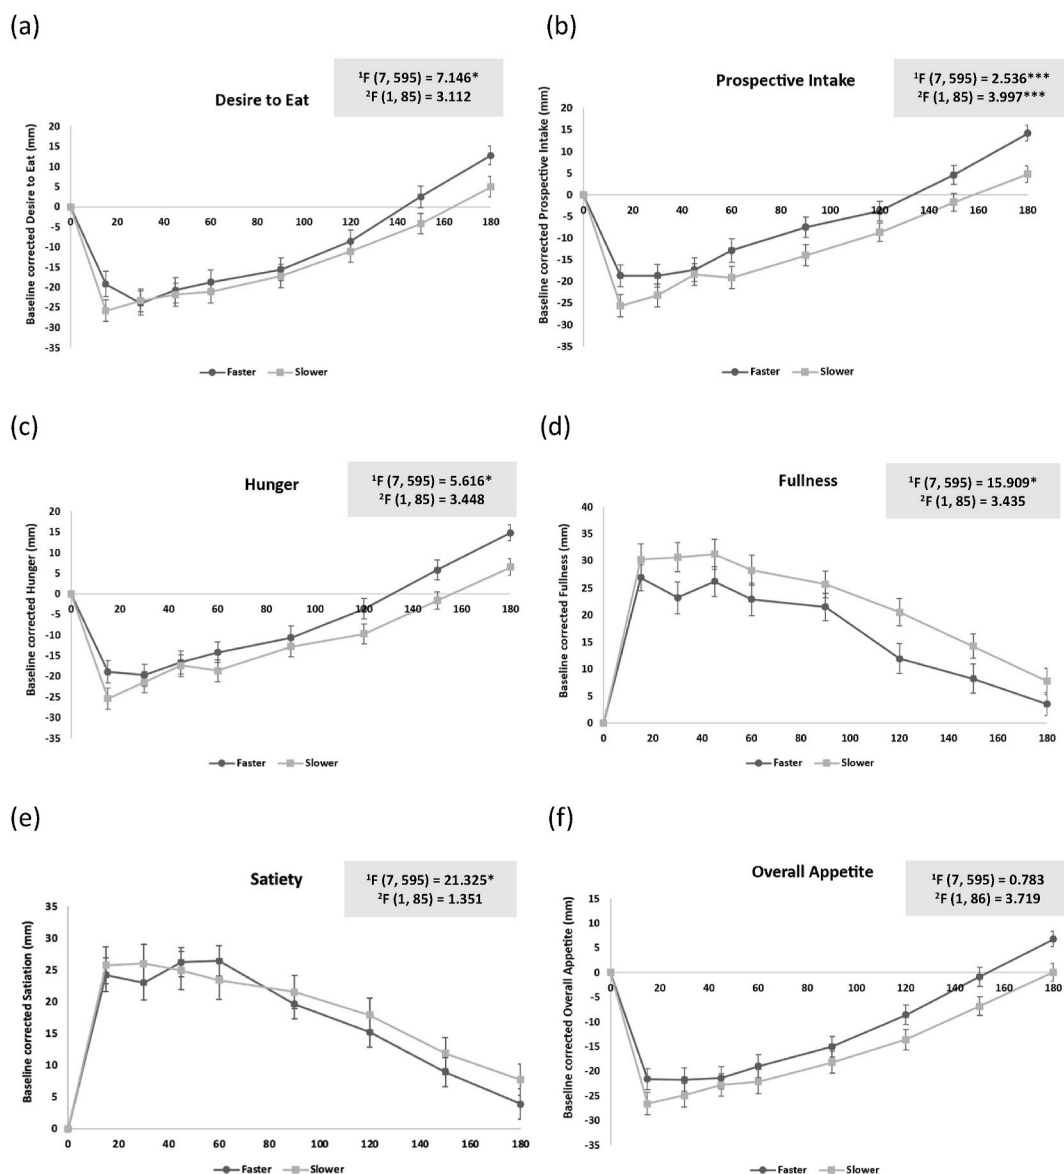 (a)
¹F (7, 595) = 7.146*
²F (1, 85) = 3.112
Desire to Eat
Baseline corrected Desire to Eat (mm)
20
15
10
5
0
-5
-10
-15
-20
-25
-30
-35
0 20 40 60 80 100 120 140 160 180
Faster Slower
(b)
¹F (7, 595) = 2.536***
²F (1, 85) = 3.997***
Prospective Intake
Baseline corrected Prospective Intake (mm)
20
15
10
5
0
-5
-10
-15
-20
-25
-30
-35
0 20 40 60 80 100 120 140 160 180
Faster Slower
(c)
¹F (7, 595) = 5.616*
²F (1, 85) = 3.448
Hunger
Baseline corrected Hunger (mm)
20
15
10
5
0
-5
-10
-15
-20
-25
-30
-35
0 20 40 60 80 100 120 140 160 180
Faster Slower
(d)
¹F (7, 595) = 15.909*
²F (1, 85) = 3.435
Fullness
Baseline corrected Fullness (mm)
40
35
30
25
20
15
10
5
0
0 20 40 60 80 100 120 140 160 180
Faster Slower
(e)
¹F (7, 595) = 21.325*
²F (1, 85) = 1.351
Satiety
Baseline corrected Satiation (mm)
35
30
25
20
15
10
5
0
0 20 40 60 80 100 120 140 160 180
Faster Slower
(f)
¹F (7, 595) = 0.783
²F (1, 86) = 3.719
Overall Appetite
Baseline corrected Overall Appetite (mm)
15
10
5
0
-5
-10
-15
-20
-25
-30
-35
0 20 40 60 80 100 120 140 160 180
Faster Slower